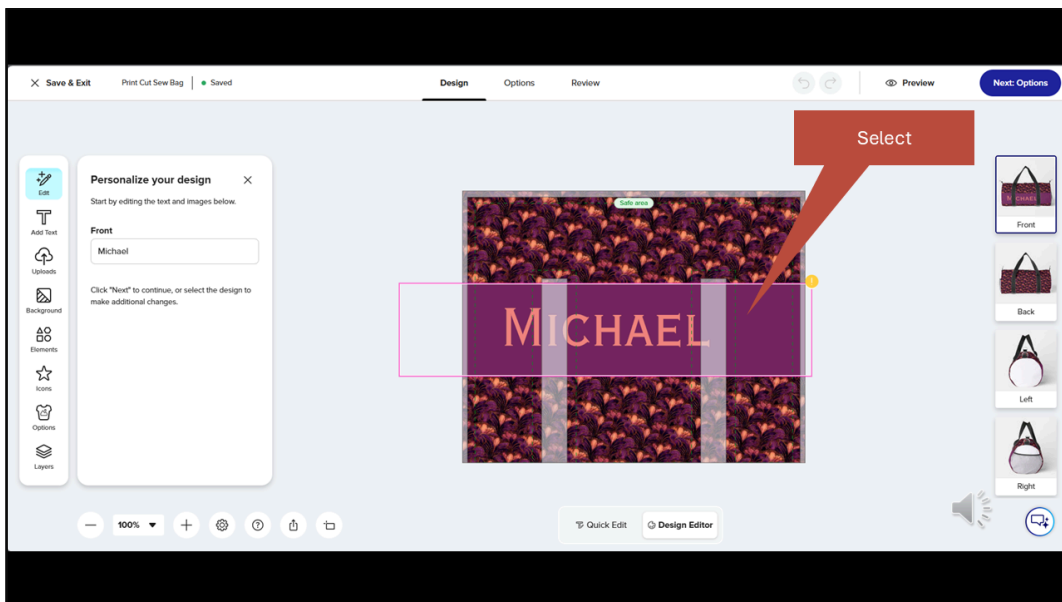 Save & Exit
Print Cut Sew Bag
Saved
Design
Options
Review
Preview
Next: Options
Select
Edit
Add Text
Uploads
Background
Elements
Icons
Options
Layers
Personalize your design
Start by editing the text and images below.
Front
Michael
Click "Next" to continue, or select the design to
make additional changes.
Safe area
MICHAEL
MICHAEL
Front
Back
Left
Right
100%
Quick Edit
Design Editor